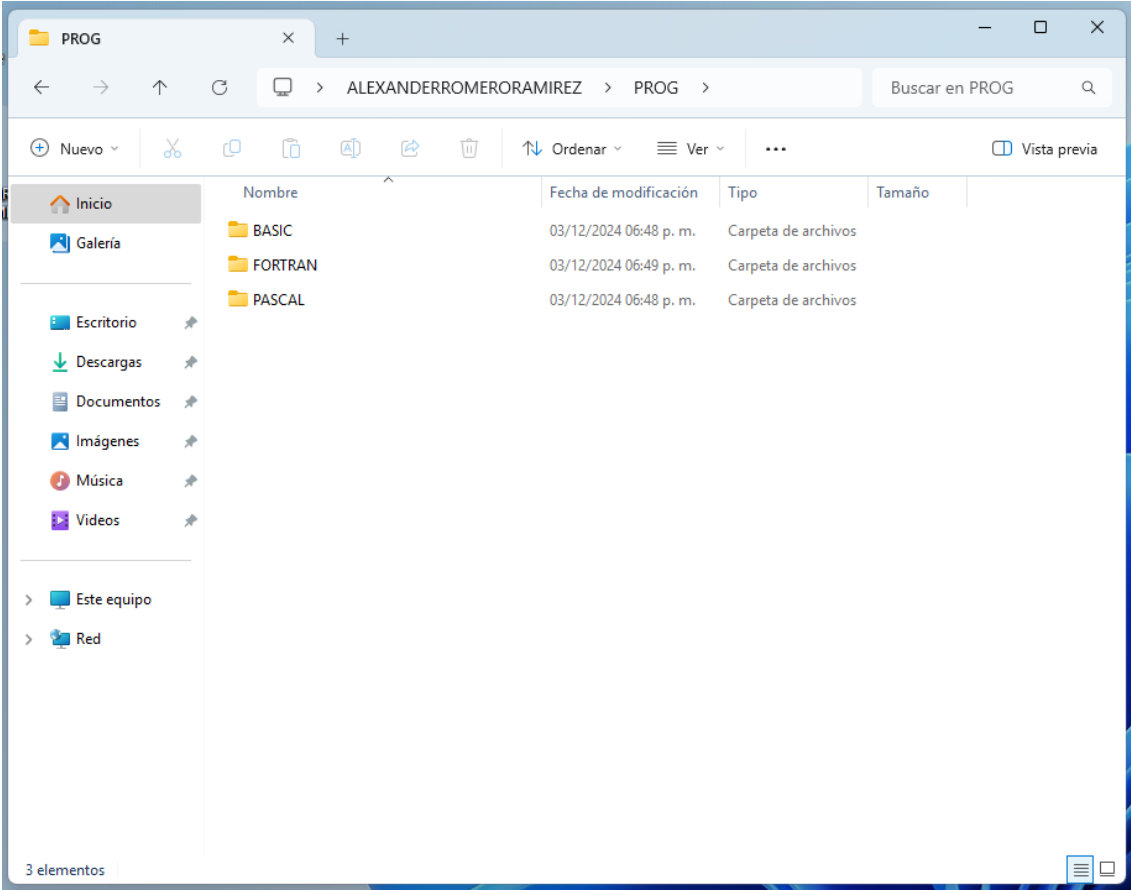 PROG
ALEXANDERROMERORAMIREZ PROG
Buscar en PROG
Nuevo
Ordenar
Ver
Vista previa
Inicio
Galería
Escritorio
Descargas
Documentos
Imágenes
Música
Videos
Este equipo
Red
Nombre Fecha de modificación Tipo Tamaño
BASIC 03/12/2024 06:48 p. m. Carpeta de archivos
FORTRAN 03/12/2024 06:49 p. m. Carpeta de archivos
PASCAL 03/12/2024 06:48 p. m. Carpeta de archivos
3 elementos